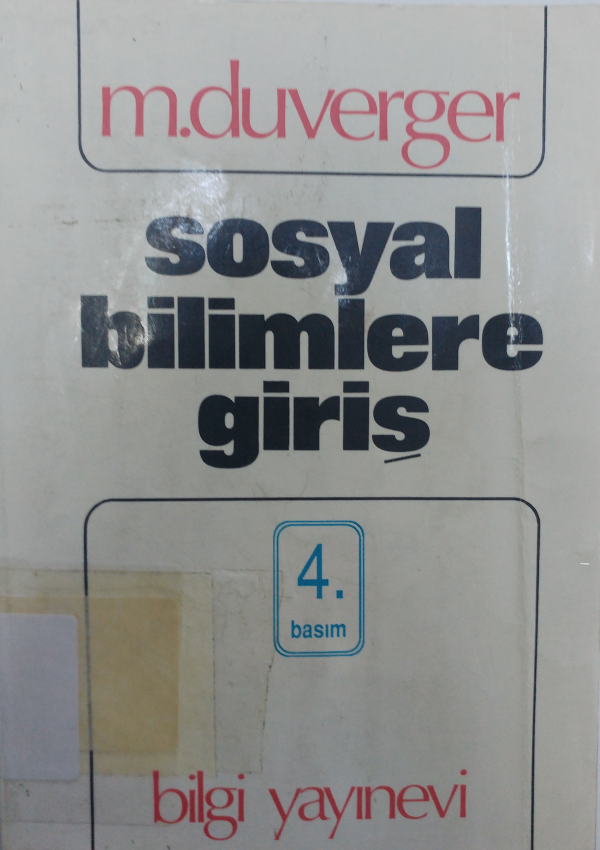 m.duverger
sosyal
bilimlere
giriş
4.
basım
bilgi yayınevi